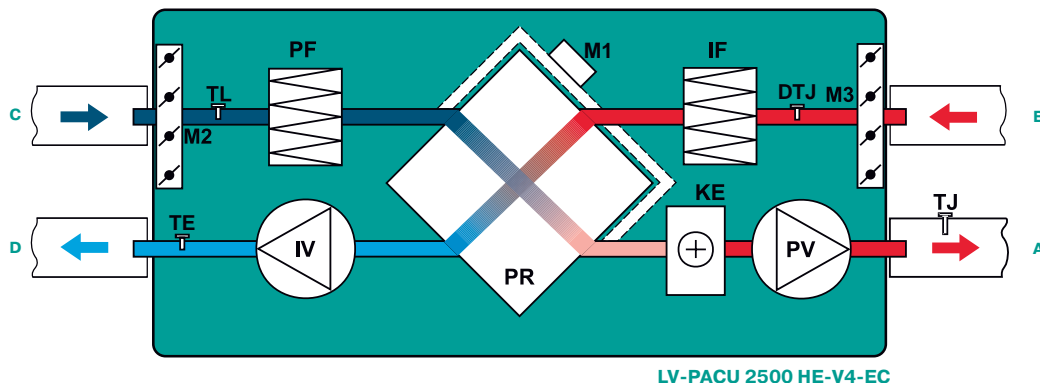 PF
M1
IF
TL
DTJ
M3
C
M2
B
KE
TJ
TE
D
IV
PR
PV
A
LV-PACU 2500 HE-V4-EC